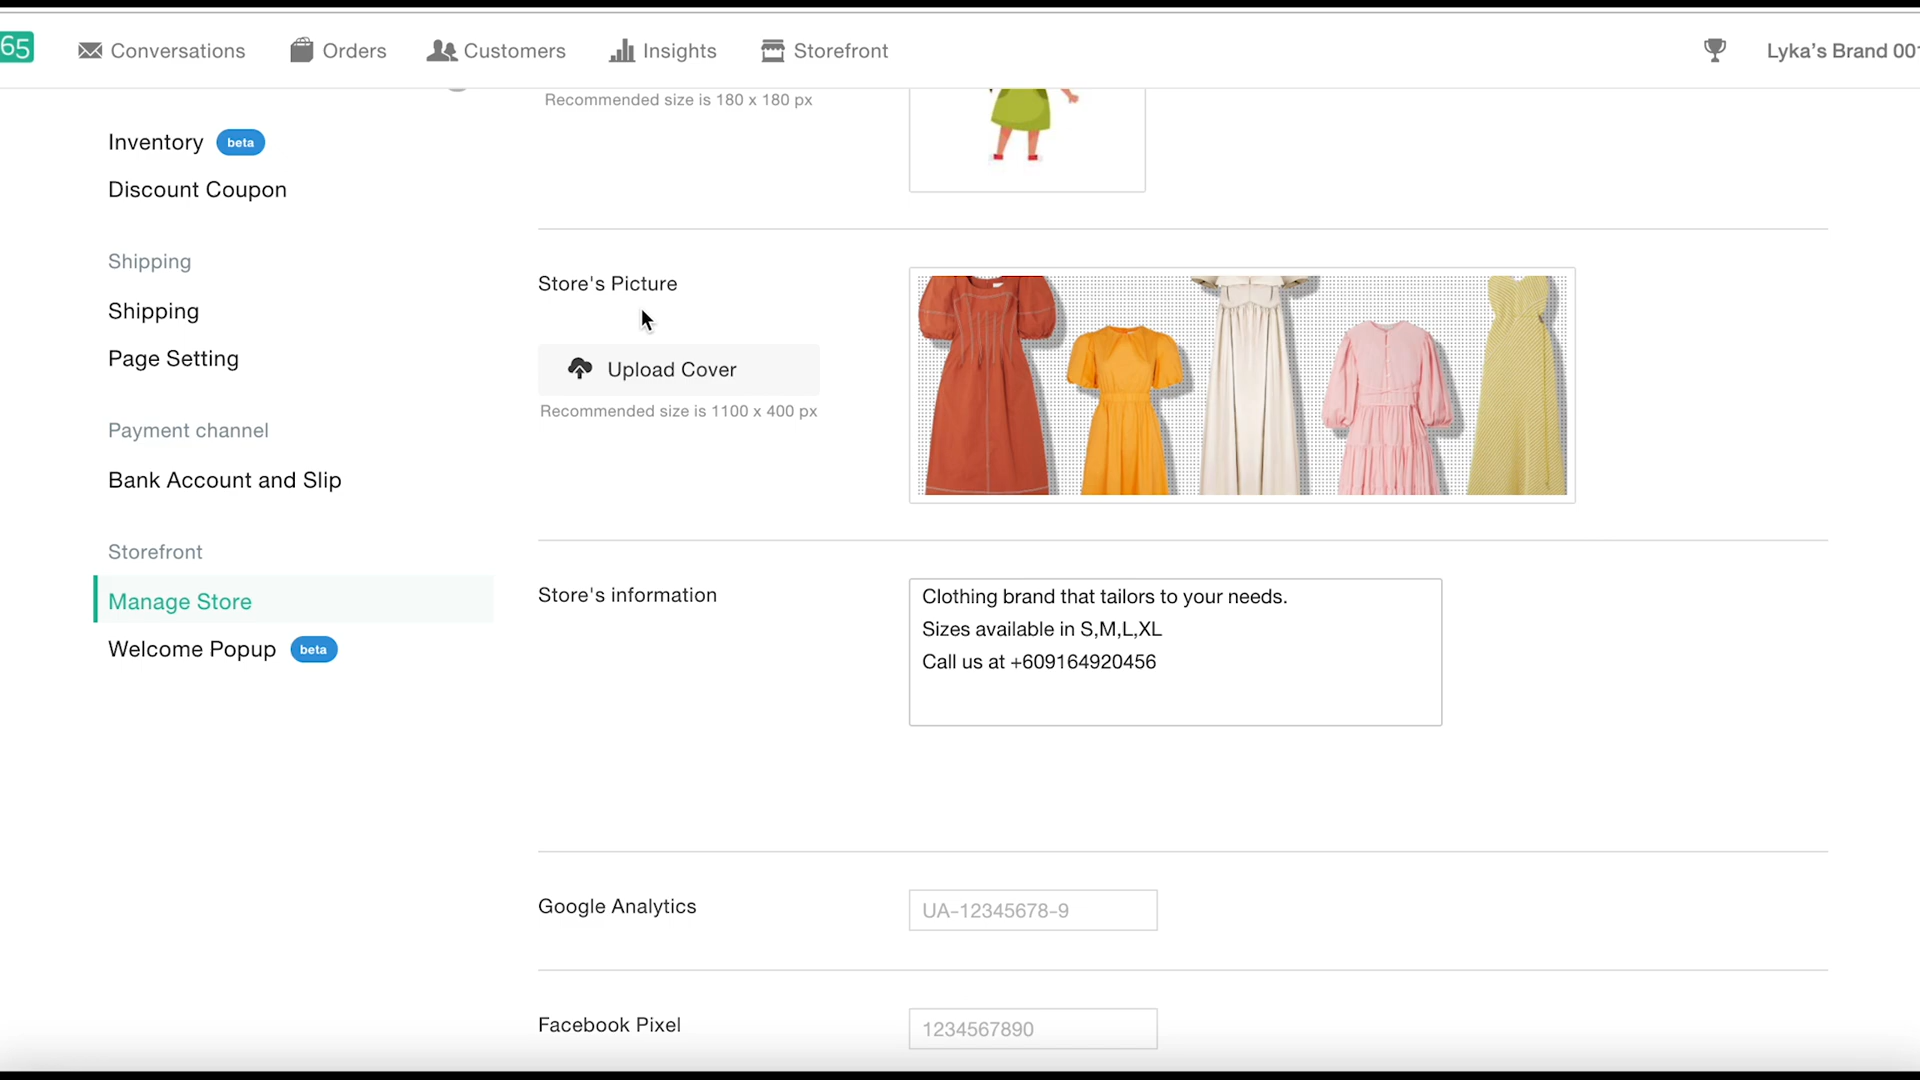 65
Conversations
Orders
Customers
Insights
Storefront
Lyka's Brand 001
Recommended size is 180 x 180 px
Inventory beta
Discount Coupon
Shipping
Shipping
Page Setting
Payment channel
Bank Account and Slip
Storefront
Manage Store
Welcome Popup beta
Store's Picture
Upload Cover
Recommended size is 1100 x 400 px
Store's information
Clothing brand that tailors to your needs.
Sizes available in S,M,L,XL
Call us at +609164920456
Google Analytics
UA-12345678-9
Facebook Pixel
1234567890